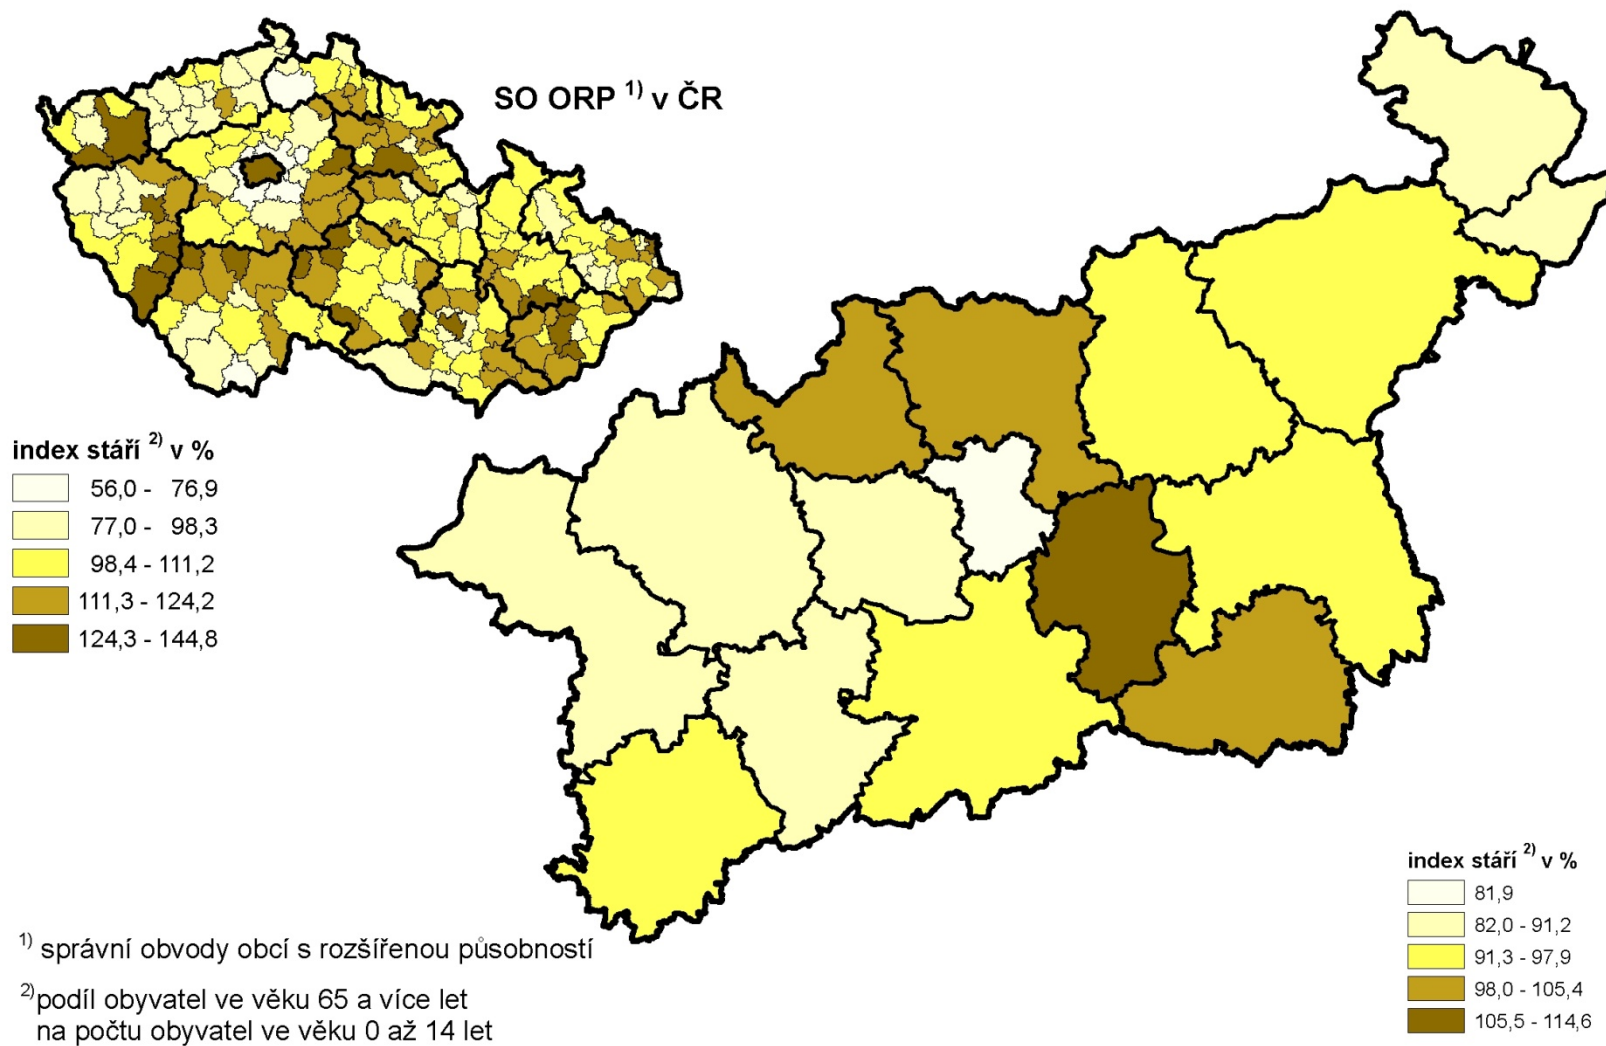 SO ORP 1) v ČR
index stáří 2) v %
56,0 - 76,9
77,0 - 98,3
98,4 - 111,2
111,3 - 124,2
124,3 - 144,8
index stáří 2) v %
81,9
82,0 - 91,2
91,3 - 97,9
98,0 - 105,4
105,5 - 114,6
1) správní obvody obcí s rozšířenou působností
2) podíl obyvatel ve věku 65 a více let
na počtu obyvatel ve věku 0 až 14 let